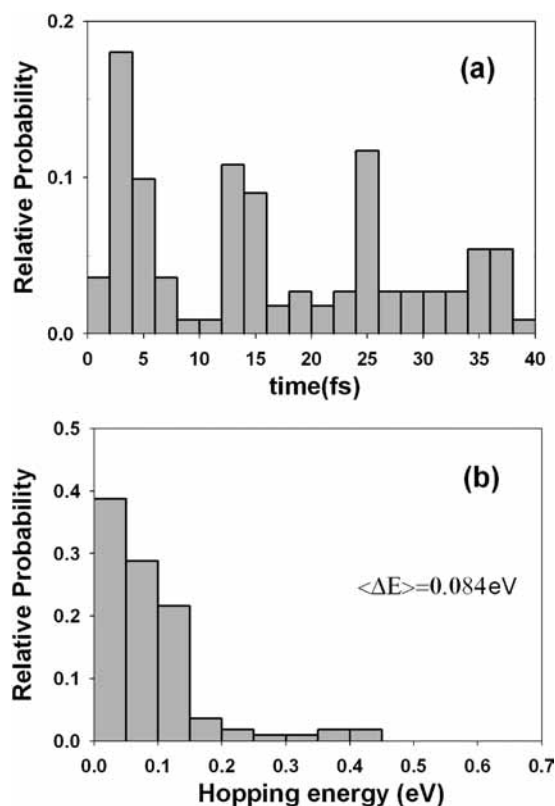 0.2
(a)
Relative Probability
0.1
0.0
0 5 10 15 20 25 30 35 40
time(fs)
0.5
(b)
0.4
Relative Probability
0.3
<ΔE>=0.084eV
0.2
0.1
0.0
0.0 0.1 0.2 0.3 0.4 0.5 0.6 0.7
Hopping energy (eV)